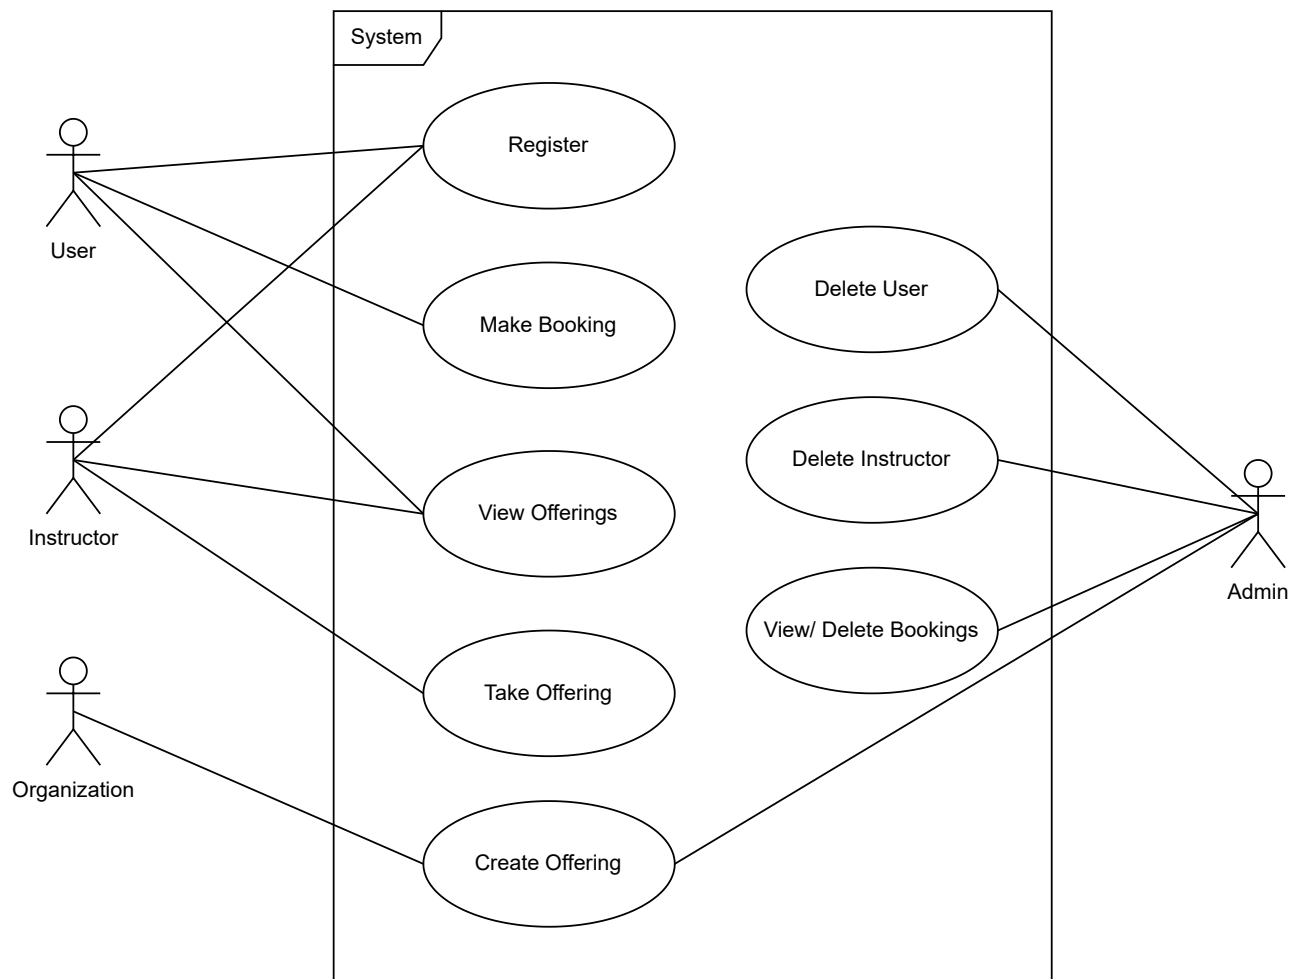 System
Register
User
Make Booking
Delete User
Delete Instructor
Instructor
View Offerings
Admin
View/ Delete Bookings
Take Offering
Organization
Create Offering